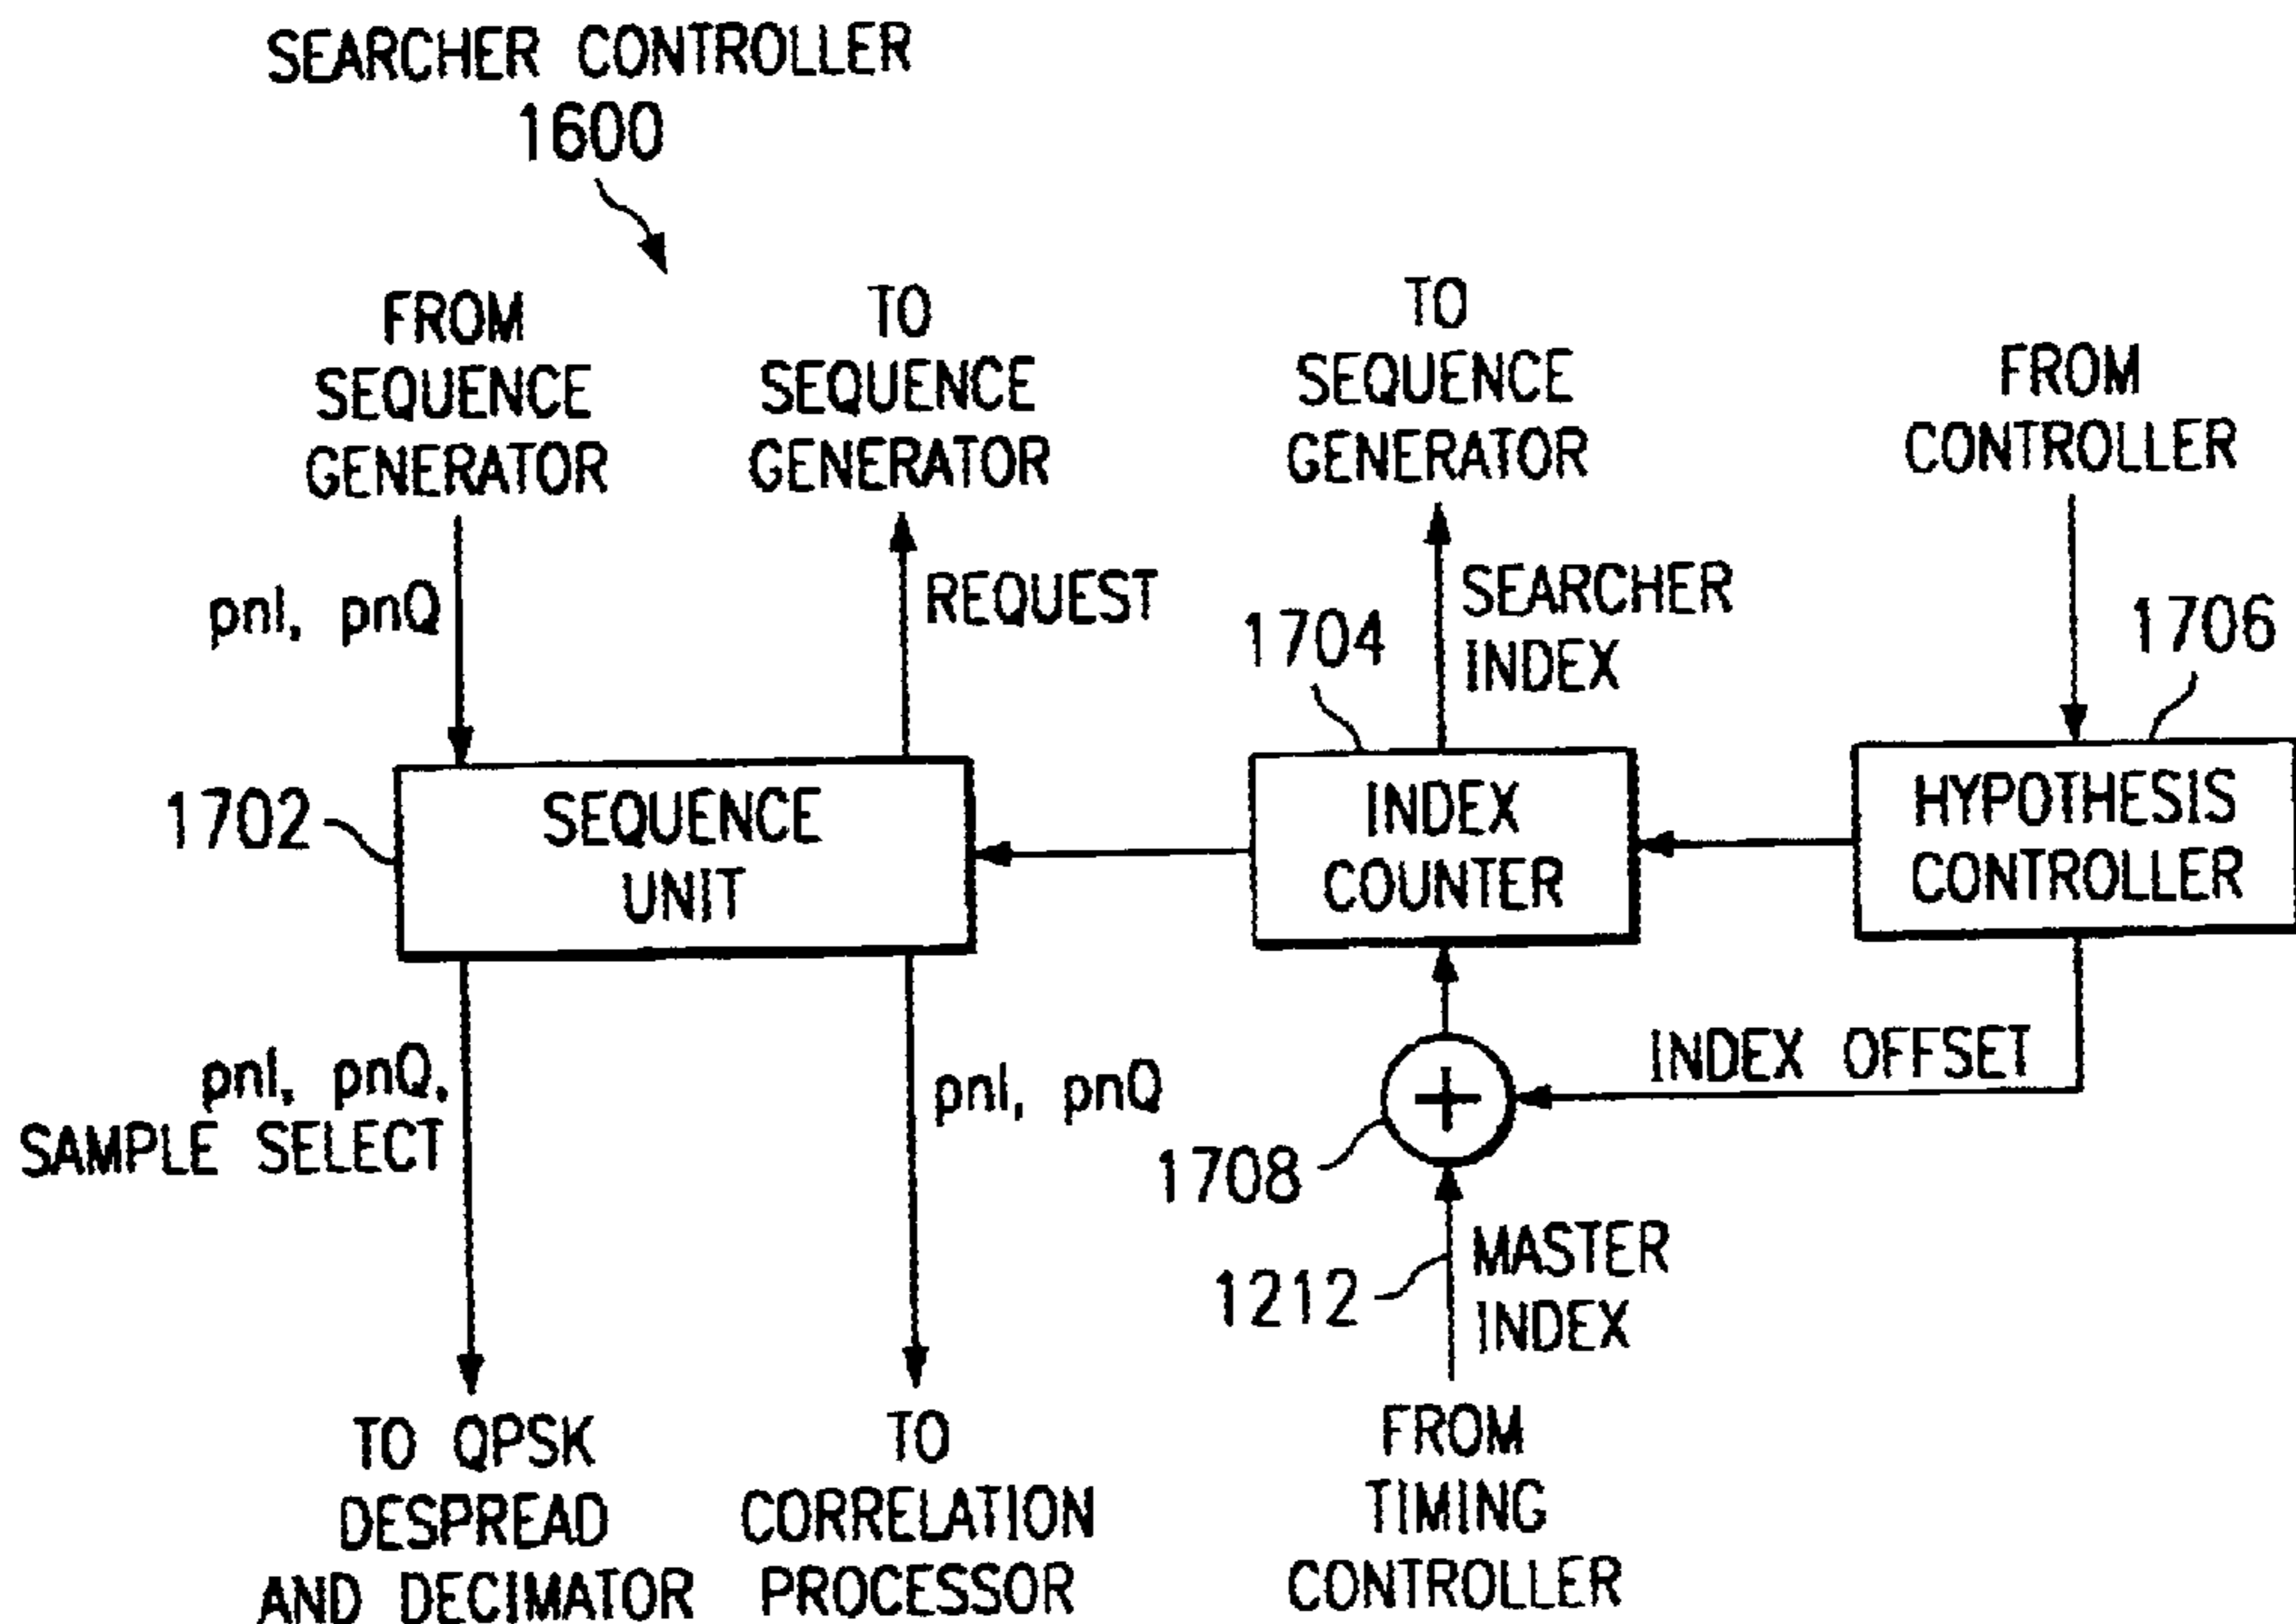 SEARCHER CONTROLLER
1600
FROM
SEQUENCE
GENERATOR
TO
SEQUENCE
GENERATOR
TO
SEQUENCE
GENERATOR
FROM
CONTROLLER
pnI, pnQ
REQUEST
SEARCHER
INDEX
1704
1706
1702
SEQUENCE
UNIT
INDEX
COUNTER
HYPOTHESIS
CONTROLLER
pnI, pnQ,
SAMPLE SELECT
pnI, pnQ
INDEX OFFSET
+
1708
1212
MASTER
INDEX
TO QPSK
DESPREAD
AND DECIMATOR
TO
CORRELATION
PROCESSOR
FROM
TIMING
CONTROLLER